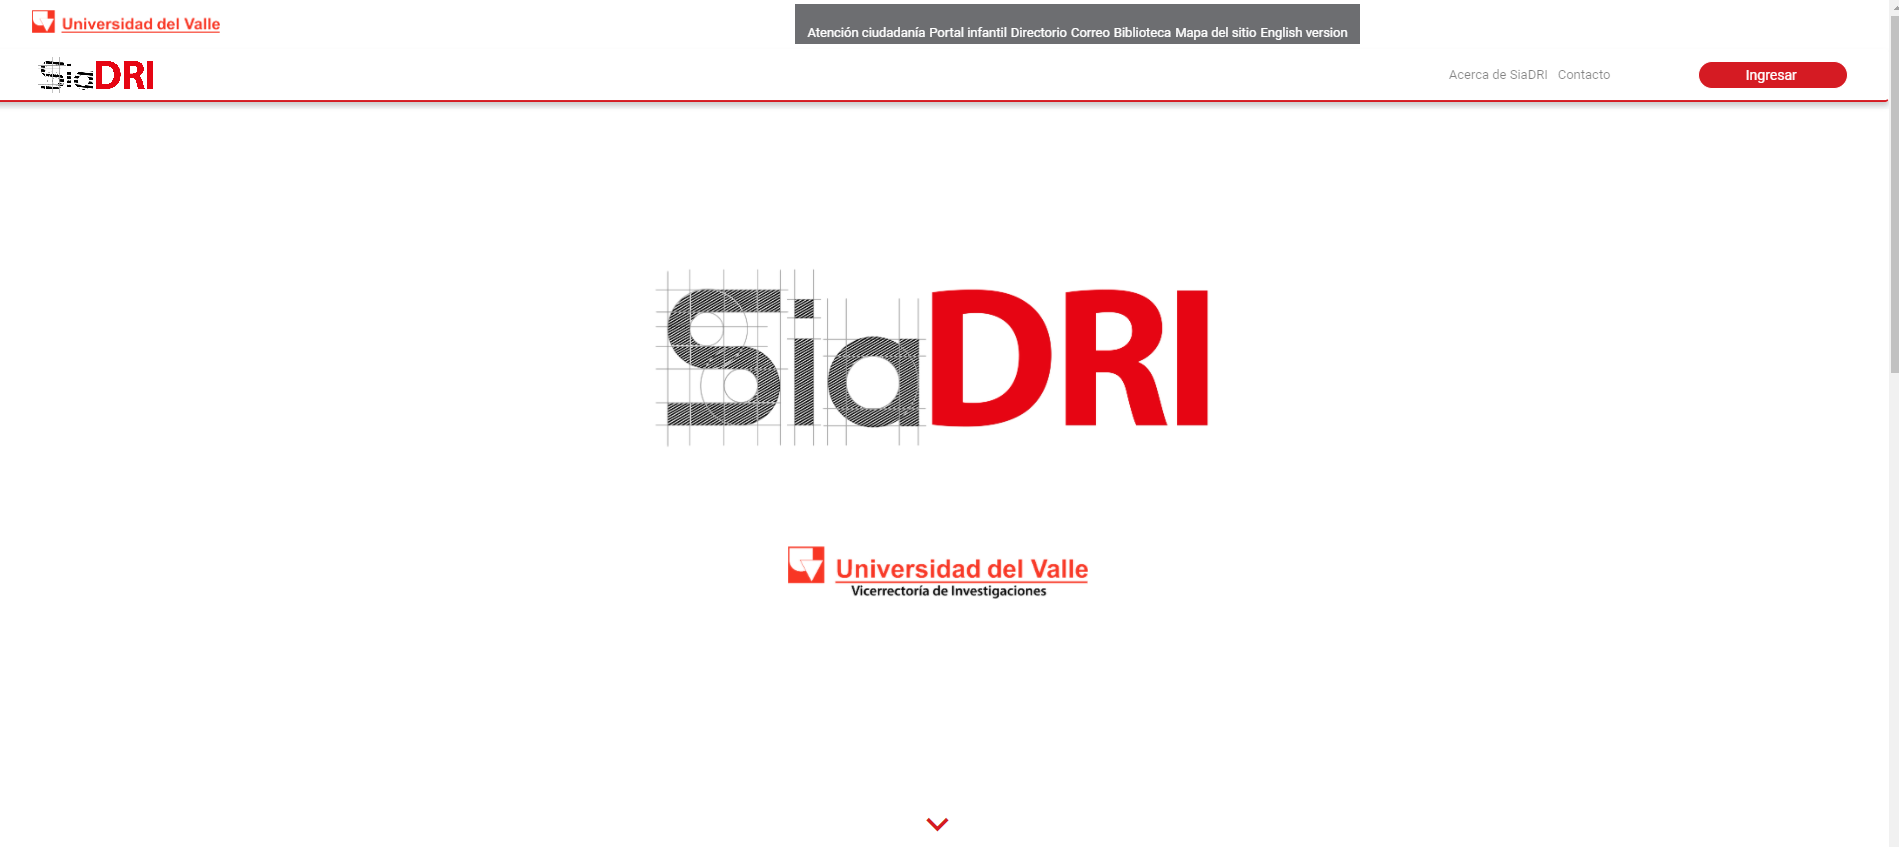 Universidad del Valle
Atención ciudadanía Portal infantil Directorio Correo Biblioteca Mapa del sitio English version
SiaDRI
Acerca de SiaDRI Contacto
Ingresar
SiaDRI
Universidad del Valle
Vicerrectoría de Investigaciones